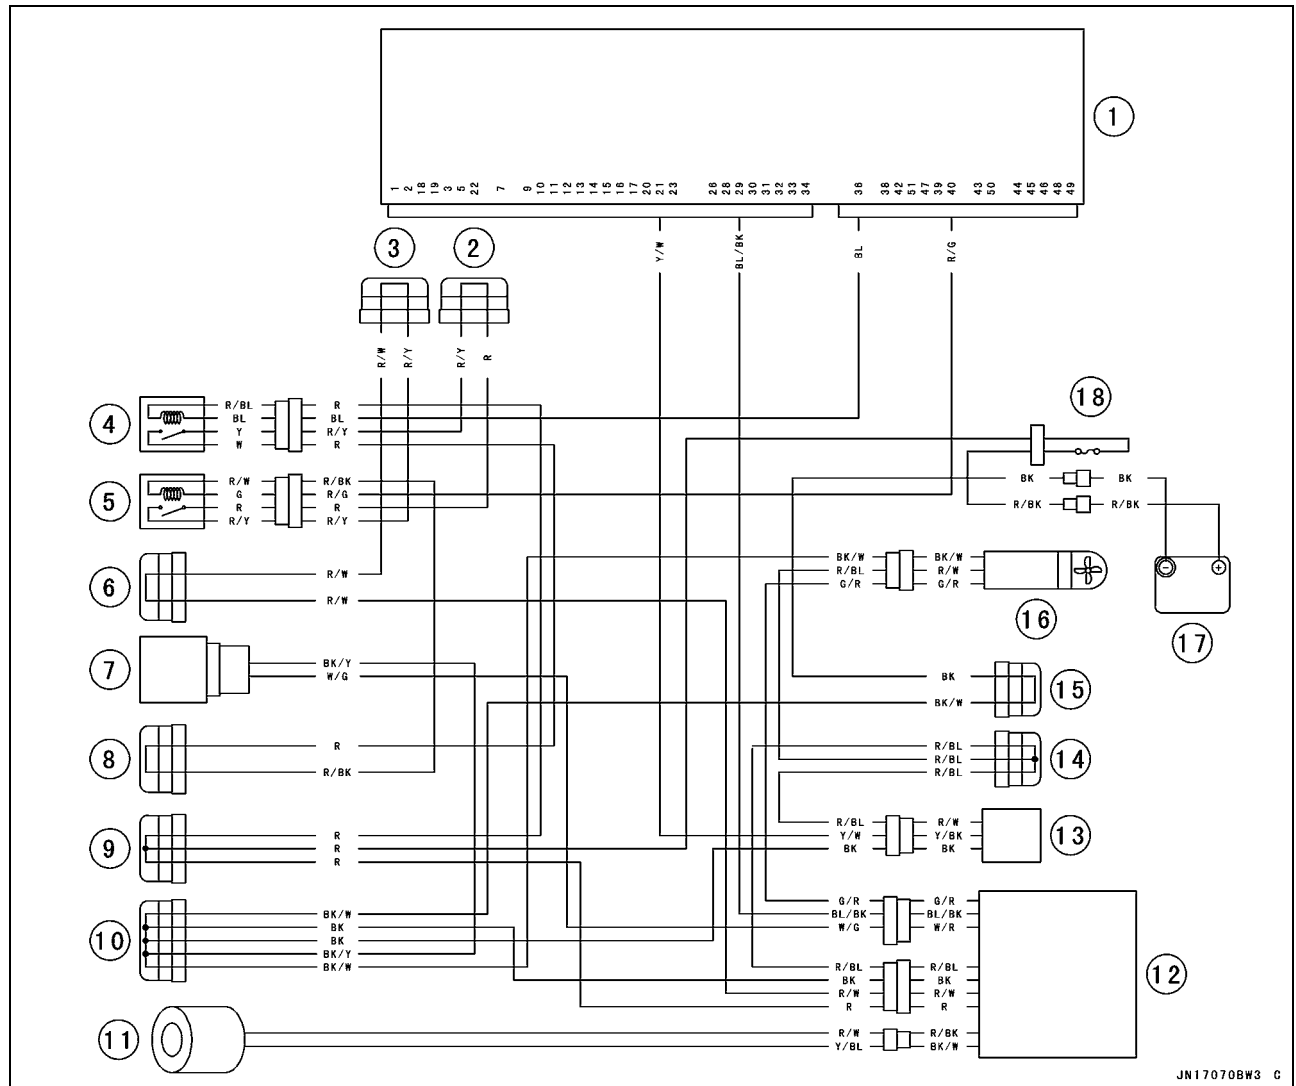 1
1 2 18 19 3 5 22 7 9 10 11 12 13 14 15 16 17 20 21 23 26 28 29 30 31 32 33 34 36 38 42 51 47 39 40 43 50 44 45 46 48 49
3 2
Y/W BL/BK BL R/G
R/W R/Y R/Y R
18
4
R/BL R
BL BL
Y R/Y
W R
5
R/W R/BK
G R/G
R R
R/Y R/Y
BK BK
R/BK R/BK
17
6
R/W
R/W
BK/W BK/W
R/BL R/W
G/R G/R
16
7
BK/Y
W/G
BK
BK/W
15
8
R
R/BK
R/BL
R/BL
R/BL
14
9
R
R
R
R/BL R/W
Y/W Y/BK
BK BK
13
10
BK/W
BK
BK
BK/Y
BK/W
G/R G/R
BL/BK BL/BK
W/G W/R
R/BL R/BL
BK BK
R/W R/W
R R
12
11
R/W R/BK
Y/BL BK/W
JN17070BW3 C